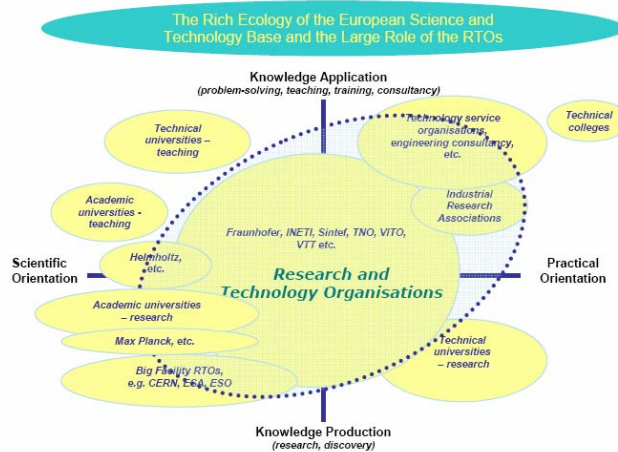 The Rich Ecology of the European Science and
Technology Base and the Large Role of the RTOs
Knowledge Application
(problem-solving, teaching, training, consultancy)
Technical
universities –
teaching
Technology service
organisations,
engineering consultancy,
etc.
Technical
colleges
Academic
universities -
teaching
Industrial
Research
Associations
Fraunhofer, INETI, Sintef, TNO, VITO,
VTT etc.
Scientific
Orientation
Helmholtz,
etc.
Research and
Technology Organisations
Practical
Orientation
Academic universities
– research
Max Planck, etc.
Technical
universities
– research
Big Facility RTOs,
e.g. CERN, ESA, ESO
Knowledge Production
(research, discovery)